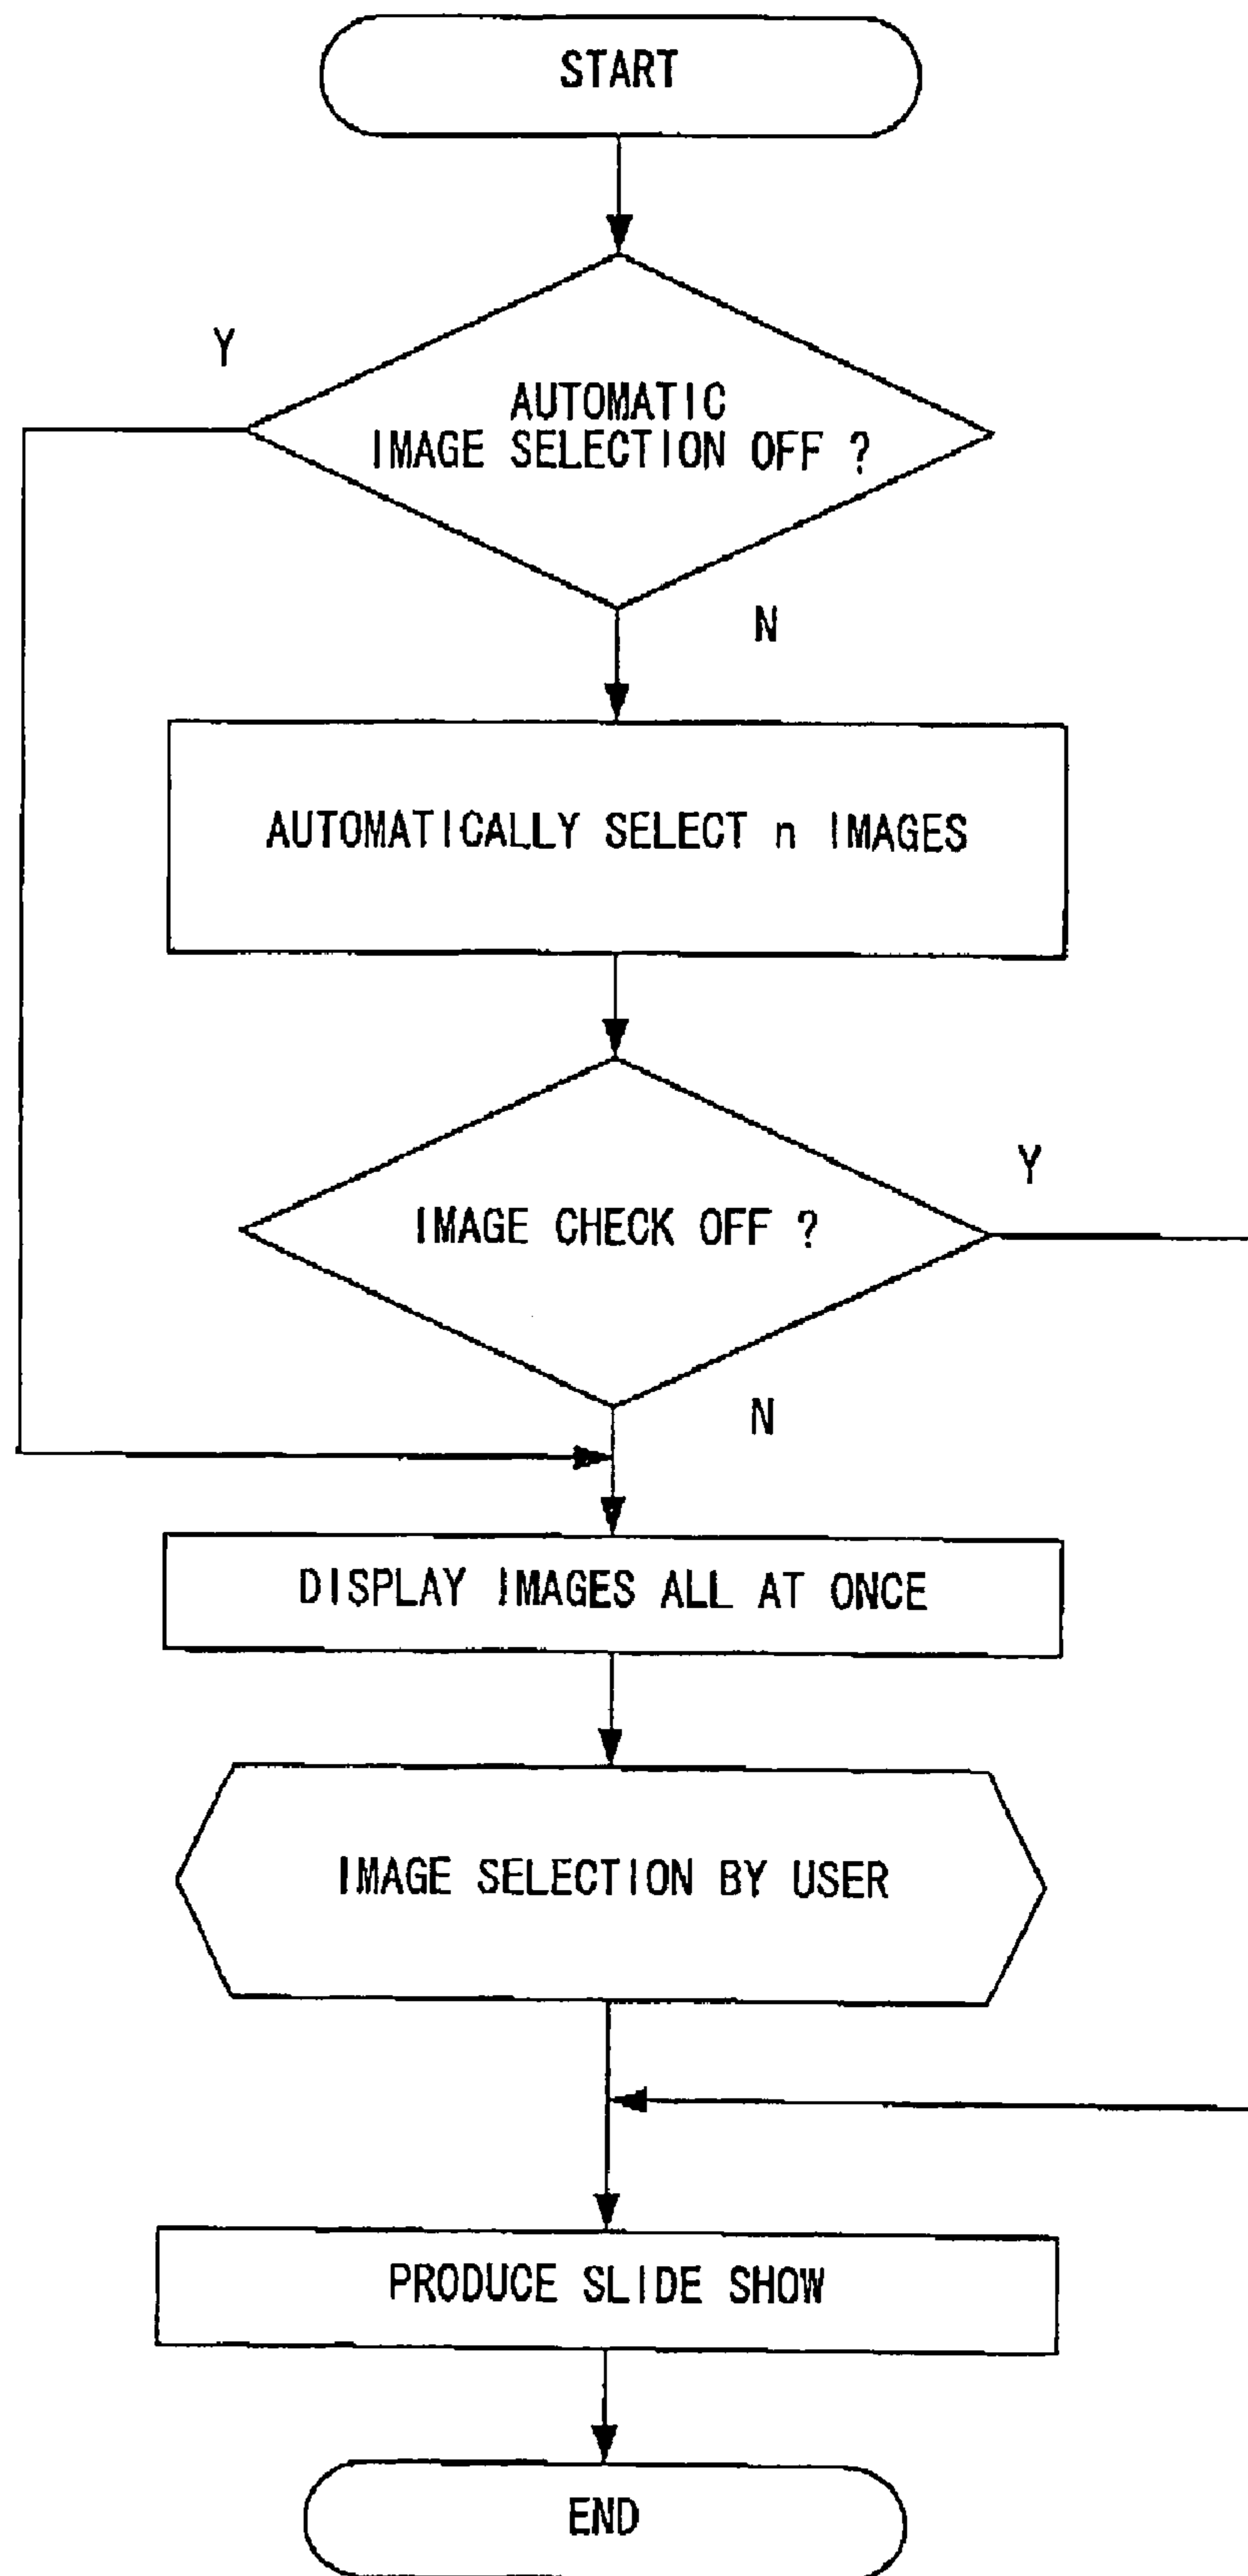 START
Y
AUTOMATIC
IMAGE SELECTION OFF ?
N
AUTOMATICALLY SELECT n IMAGES
Y
IMAGE CHECK OFF ?
N
DISPLAY IMAGES ALL AT ONCE
IMAGE SELECTION BY USER
PRODUCE SLIDE SHOW
END